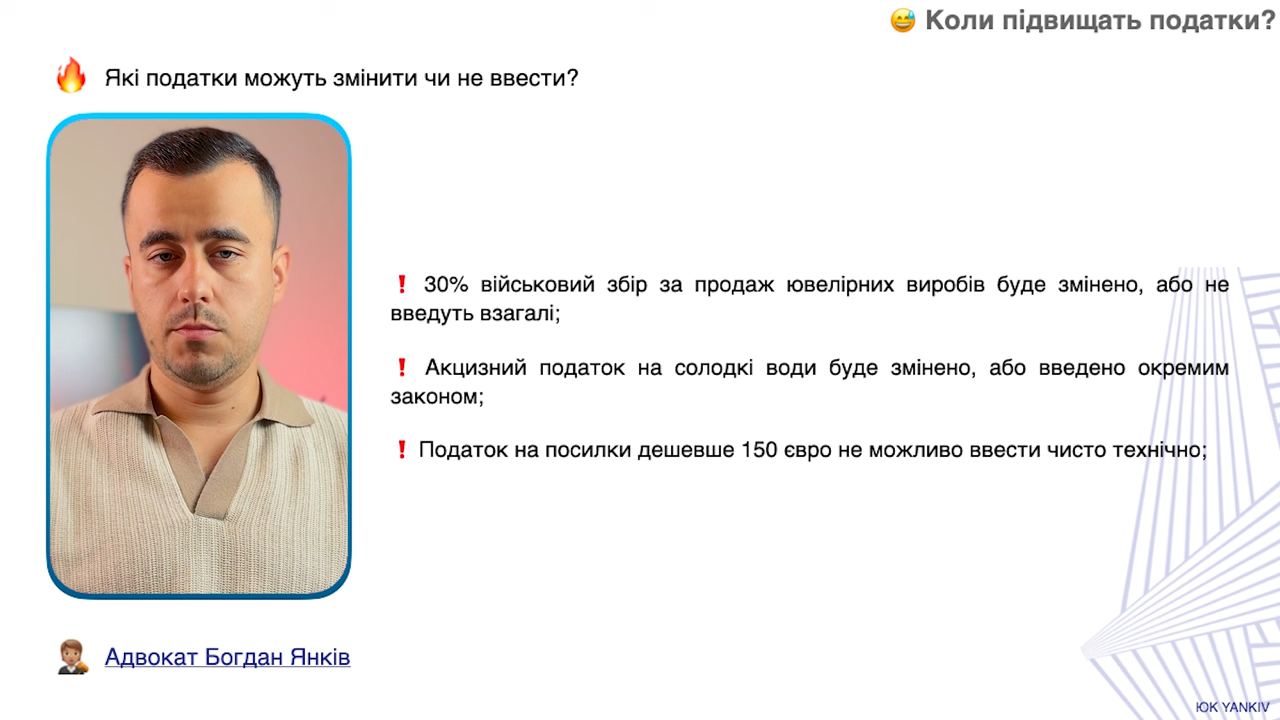 😅 Коли підвищать податки?
🔥 Які податки можуть змінити чи не ввести?
❗ 30% військовий збір за продаж ювелірних виробів буде змінено, або не
введуть взагалі;
❗ Акцизний податок на солодкі води буде змінено, або введено окремим
законом;
❗ Податок на посилки дешевше 150 євро не можливо ввести чисто технічно;
Адвокат Богдан Янків
ЮК YANKIV